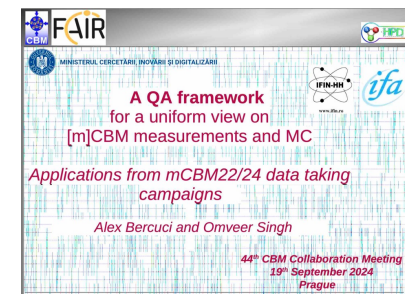 CBM
FAIR
HPD
MINISTERUL CERCETĂRII, INOVĂRII ȘI DIGITALIZĂRII
IFIN-HH
ifa
www.ifin.ro
A QA framework
for a uniform view on
[m]CBM measurements and MC
Applications from mCBM22/24 data taking
campaigns
Alex Bercuci and Omveer Singh
44th CBM Collaboration Meeting
19th September 2024
Prague